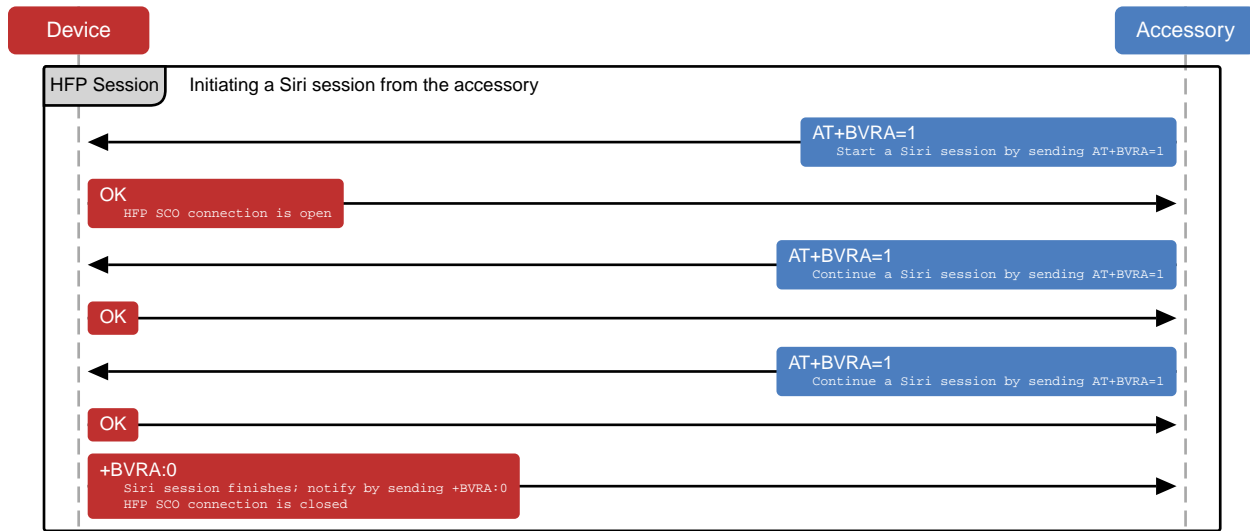 Device
Accessory
HFP Session
Initiating a Siri session from the accessory
AT+BVRA=1
Start a Siri session by sending AT+BVRA=1
OK
HFP SCO connection is open
AT+BVRA=1
Continue a Siri session by sending AT+BVRA=1
OK
AT+BVRA=1
Continue a Siri session by sending AT+BVRA=1
OK
+BVRA:0
Siri session finishes; notify by sending +BVRA:0
HFP SCO connection is closed